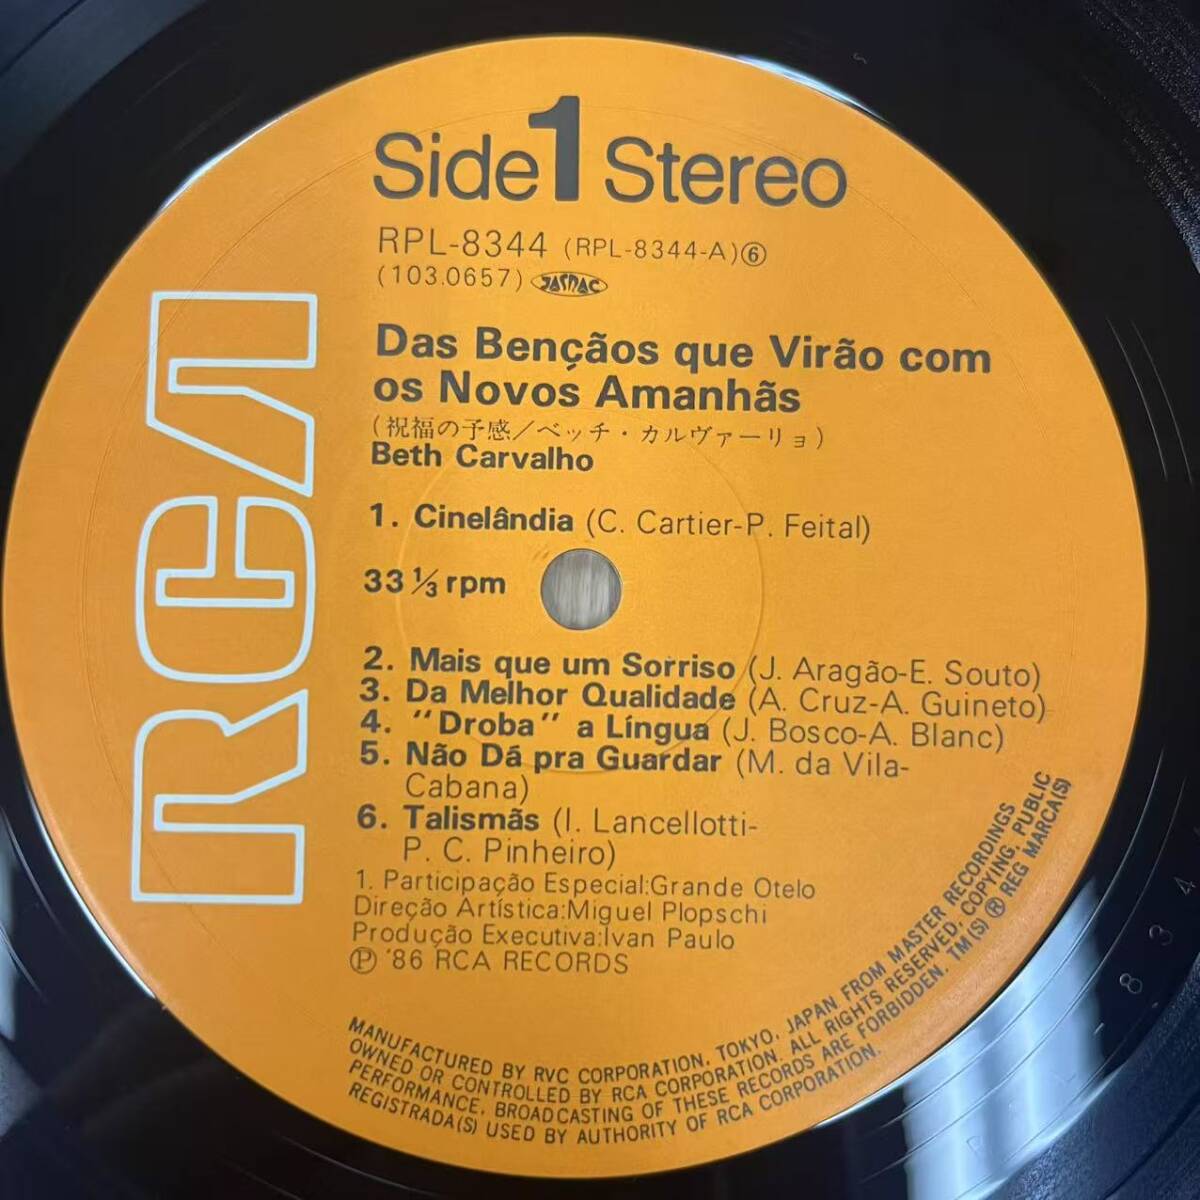 RCA
Side 1 Stereo
RPL-8344 (RPL-8344-A)⑥
(103.0657) JASRAC
Das Bençãos que Virão com
os Novos Amanhãs
(祝福の予感/ベッチ・カルヴァーリョ)
Beth Carvalho
1. Cinelândia (C. Cartier-P. Feital)
33 1/3 rpm
2. Mais que um Sorriso (J. Aragão-E. Souto)
3. Da Melhor Qualidade (A. Cruz-A. Guineto)
4. "Droba" a Língua (J. Bosco-A. Blanc)
5. Não Dá pra Guardar (M. da Vila-
Cabana)
6. Talismãs (I. Lancellotti-
P. C. Pinheiro)
1. Participação Especial:Grande Otelo
Direção Artística:Miguel Plopschi
Produção Executiva:Ivan Paulo
Ⓟ '86 RCA RECORDS
MANUFACTURED BY RVC CORPORATION, TOKYO, JAPAN FROM MASTER RECORDINGS
OWNED OR CONTROLLED BY RCA CORPORATION. ALL RIGHTS RESERVED, COPYING, PUBLIC
PERFORMANCE, BROADCASTING OF THESE RECORDS ARE FORBIDDEN. TM(S) ® REG MARCA(S)
REGISTRADA(S) USED BY AUTHORITY OF RCA CORPORATION.
8 3 4